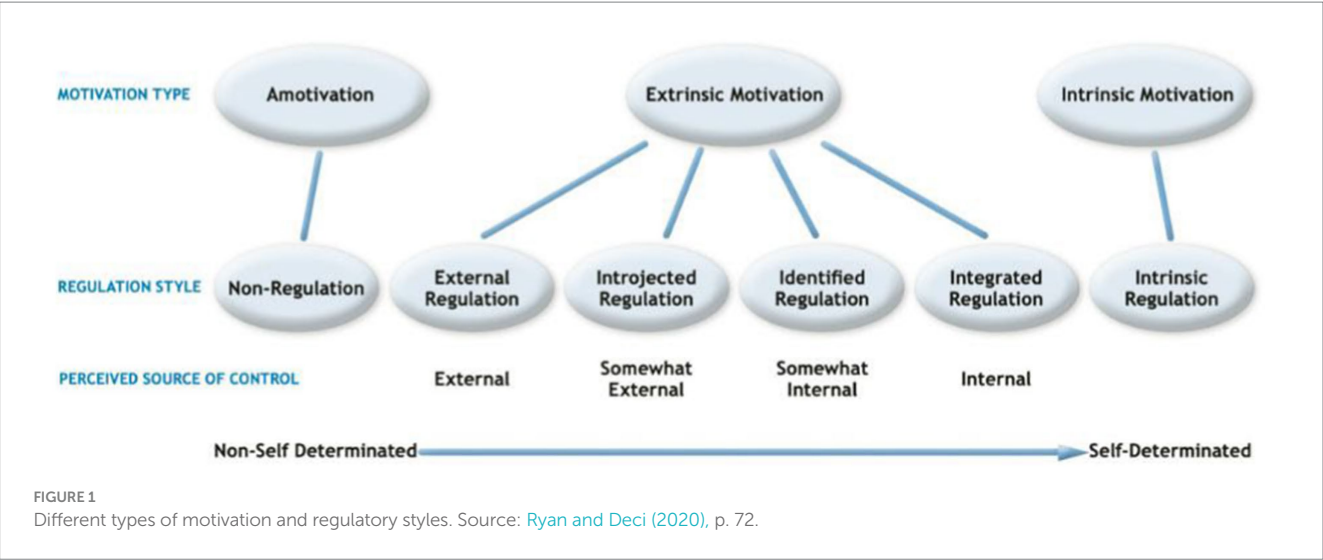 MOTIVATION TYPE
Amotivation
Extrinsic Motivation
Intrinsic Motivation
REGULATION STYLE
Non-Regulation
External
Regulation
Introjected
Regulation
Identified
Regulation
Integrated
Regulation
Intrinsic
Regulation
PERCEIVED SOURCE OF CONTROL
External
Somewhat
External
Somewhat
Internal
Internal
Non-Self Determinated
Self-Determinated
FIGURE 1
Different types of motivation and regulatory styles. Source: Ryan and Deci (2020), p. 72.